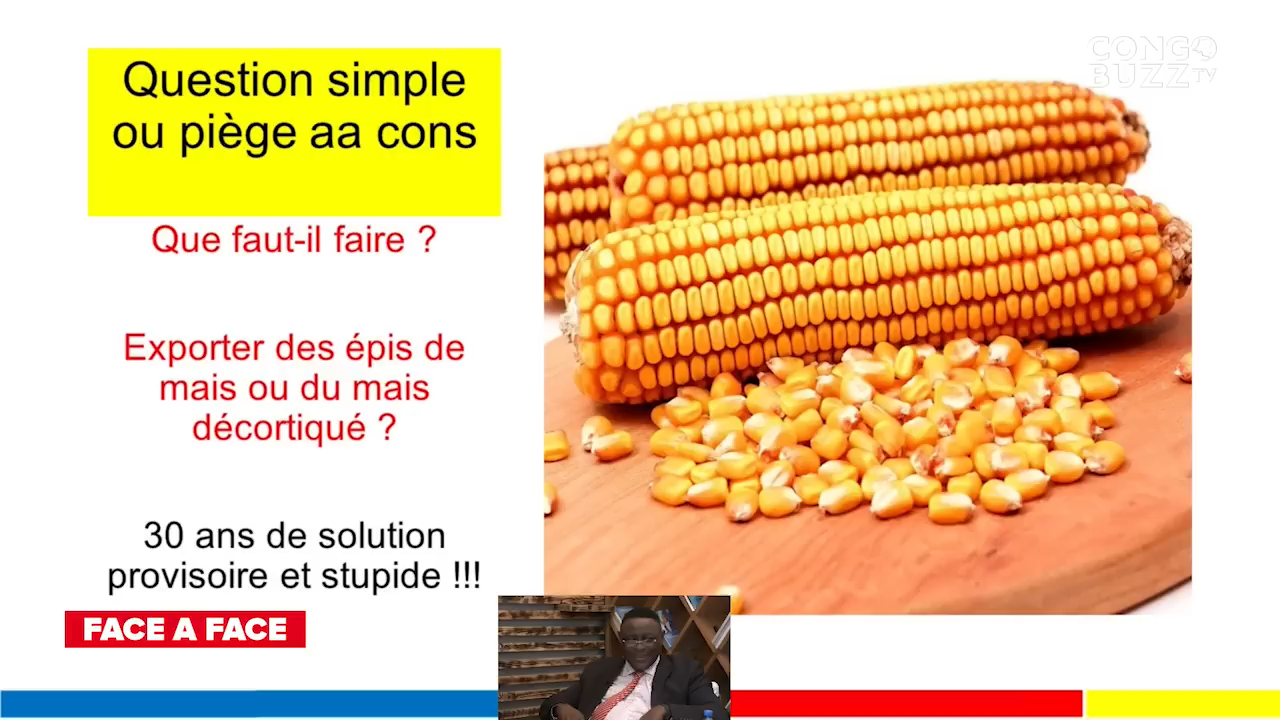 CONGO
BUZZ TV
Question simple
ou piège aa cons
Que faut-il faire ?
Exporter des épis de
mais ou du mais
décortiqué ?
30 ans de solution
provisoire et stupide !!!
FACE A FACE